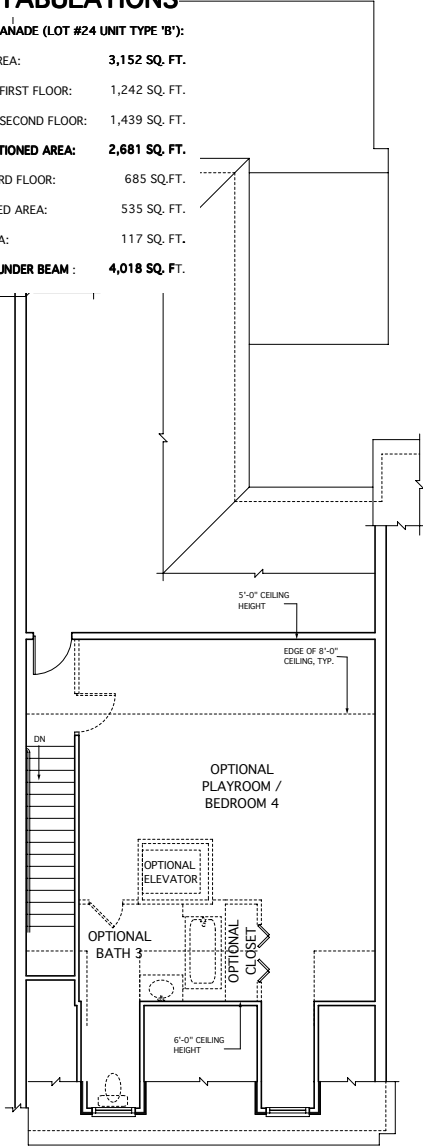 TABULATIONS
ANADE (LOT #24 UNIT TYPE 'B'):
REA: 3,152 SQ. FT.
FIRST FLOOR: 1,242 SQ. FT.
SECOND FLOOR: 1,439 SQ. FT.
TIONED AREA: 2,681 SQ. FT.
RD FLOOR: 685 SQ.FT.
ED AREA: 535 SQ. FT.
A: 117 SQ. FT.
UNDER BEAM : 4,018 SQ. FT.
5'-0" CEILING
HEIGHT
EDGE OF 8'-0"
CEILING, TYP.
DN
OPTIONAL
PLAYROOM /
BEDROOM 4
OPTIONAL
ELEVATOR
OPTIONAL
BATH 3
OPTIONAL
CLOSET
6'-0" CEILING
HEIGHT